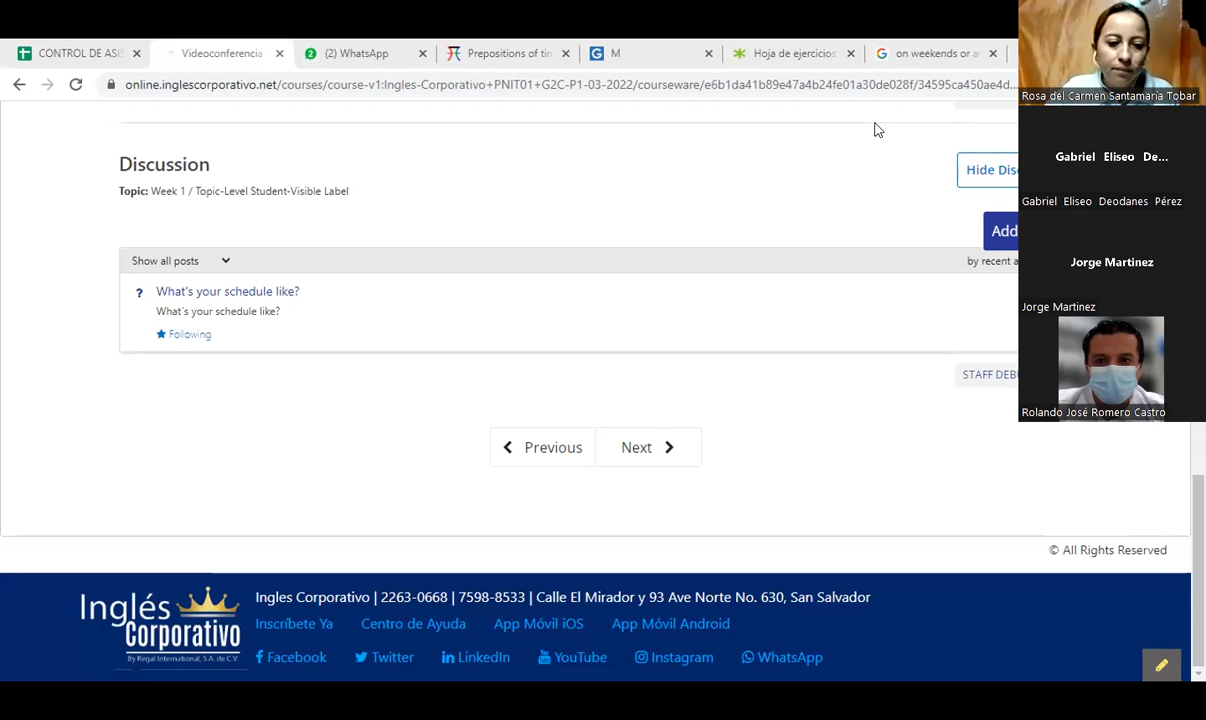 CONTROL DE ASI
Videoconferencia
2 (2) WhatsApp
Prepositions of tin
M
Hoja de ejercicios
on weekends or a
online.inglescorporativo.net/courses/course-v1:Ingles-Corporativo+PNIT01+G2C-P1-03-2022/courseware/e6b1da41b89e47a4b24fe01a30de028f/34595ca450ae4d...
Rosa del Carmen Santamaría Tobar
Gabriel Eliseo De...
Gabriel Eliseo Deodanes Pérez
Jorge Martinez
Jorge Martinez
Rolando José Romero Castro
Discussion
Hide Dis
Topic: Week 1 / Topic-Level Student-Visible Label
Add
Show all posts
by recent a
? What's your schedule like?
What's your schedule like?
Following
STAFF DEBU
Previous
Next
© All Rights Reserved
Inglés Corporativo
By Regal International, S.A. de C.V.
Ingles Corporativo | 2263-0668 | 7598-8533 | Calle El Mirador y 93 Ave Norte No. 630, San Salvador
Inscríbete Ya Centro de Ayuda App Móvil iOS App Móvil Android
Facebook Twitter LinkedIn YouTube Instagram WhatsApp